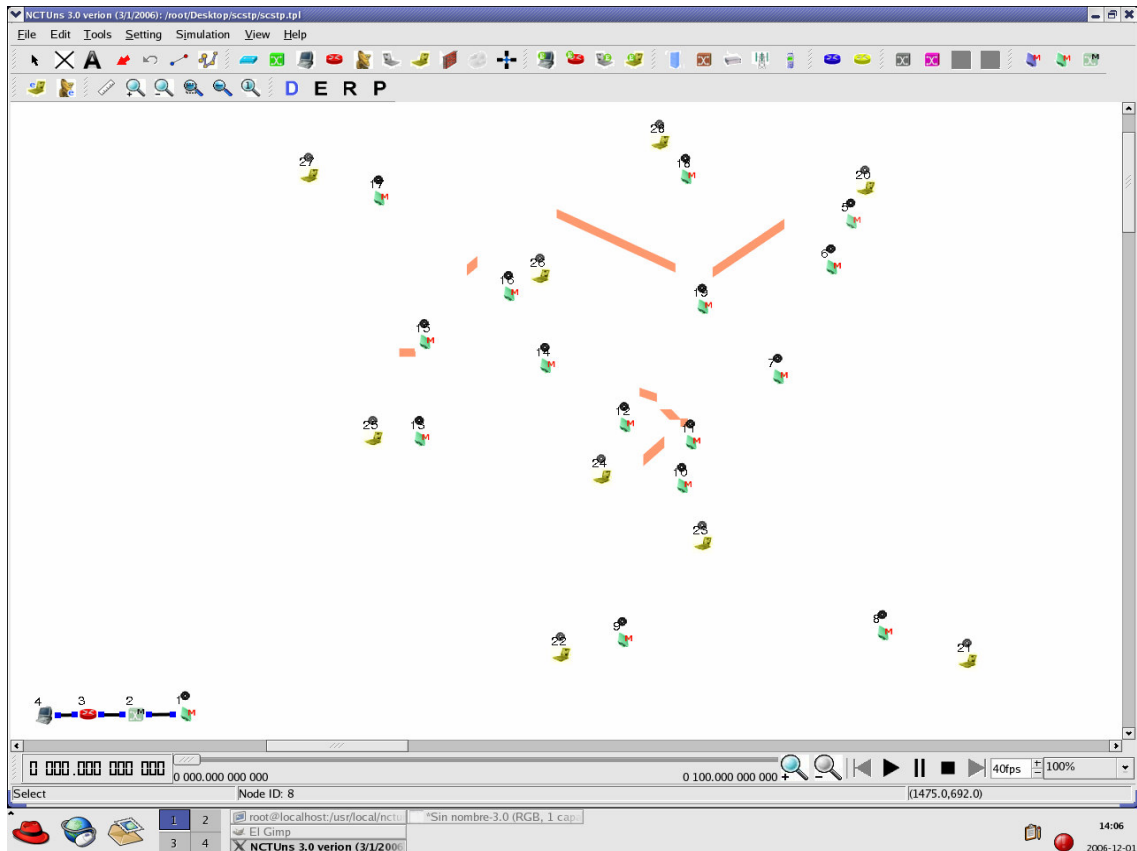 NCTUns 3.0 verion (3/1/2006): /root/Desktop/scstp/scstp.tpl
File Edit Tools Setting Simulation View Help
D E R P
28
27
18
17
20
5
6
26
16
19
15
14
7
12
25
13
11
24
10
23
8
9
22
21
4 3 2 1
0 000.000 000 000
0 000.000 000 000
0 100.000 000 000
40fps
100%
Select
Node ID: 8
(1475.0,692.0)
1 2
root@localhost:/usr/local/nctu
*Sin nombre-3.0 (RGB, 1 capa
El Gimp
14:06
3 4
NCTUns 3.0 verion (3/1/2006
2006-12-01